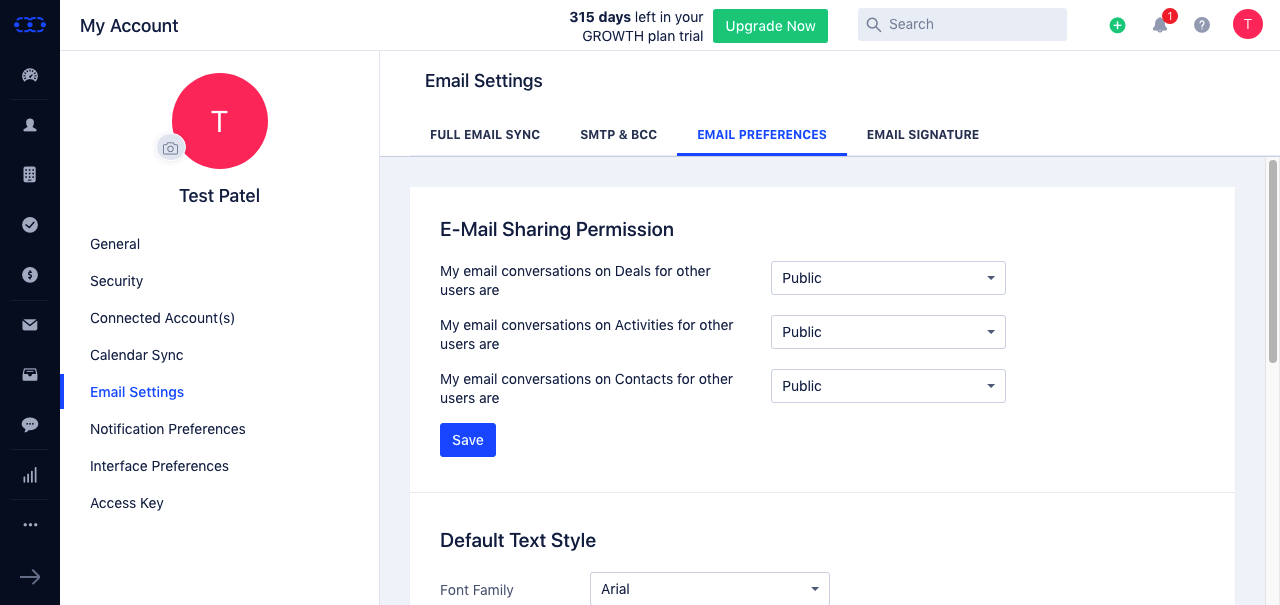 My Account
315 days left in your
GROWTH plan trial
Upgrade Now
Search
1
T
T
Test Patel
General
Security
Connected Account(s)
Calendar Sync
Email Settings
Notification Preferences
Interface Preferences
Access Key
Email Settings
FULL EMAIL SYNC
SMTP & BCC
EMAIL PREFERENCES
EMAIL SIGNATURE
E-Mail Sharing Permission
My email conversations on Deals for other
users are
Public
My email conversations on Activities for other
users are
Public
My email conversations on Contacts for other
users are
Public
Save
Default Text Style
Font Family
Arial